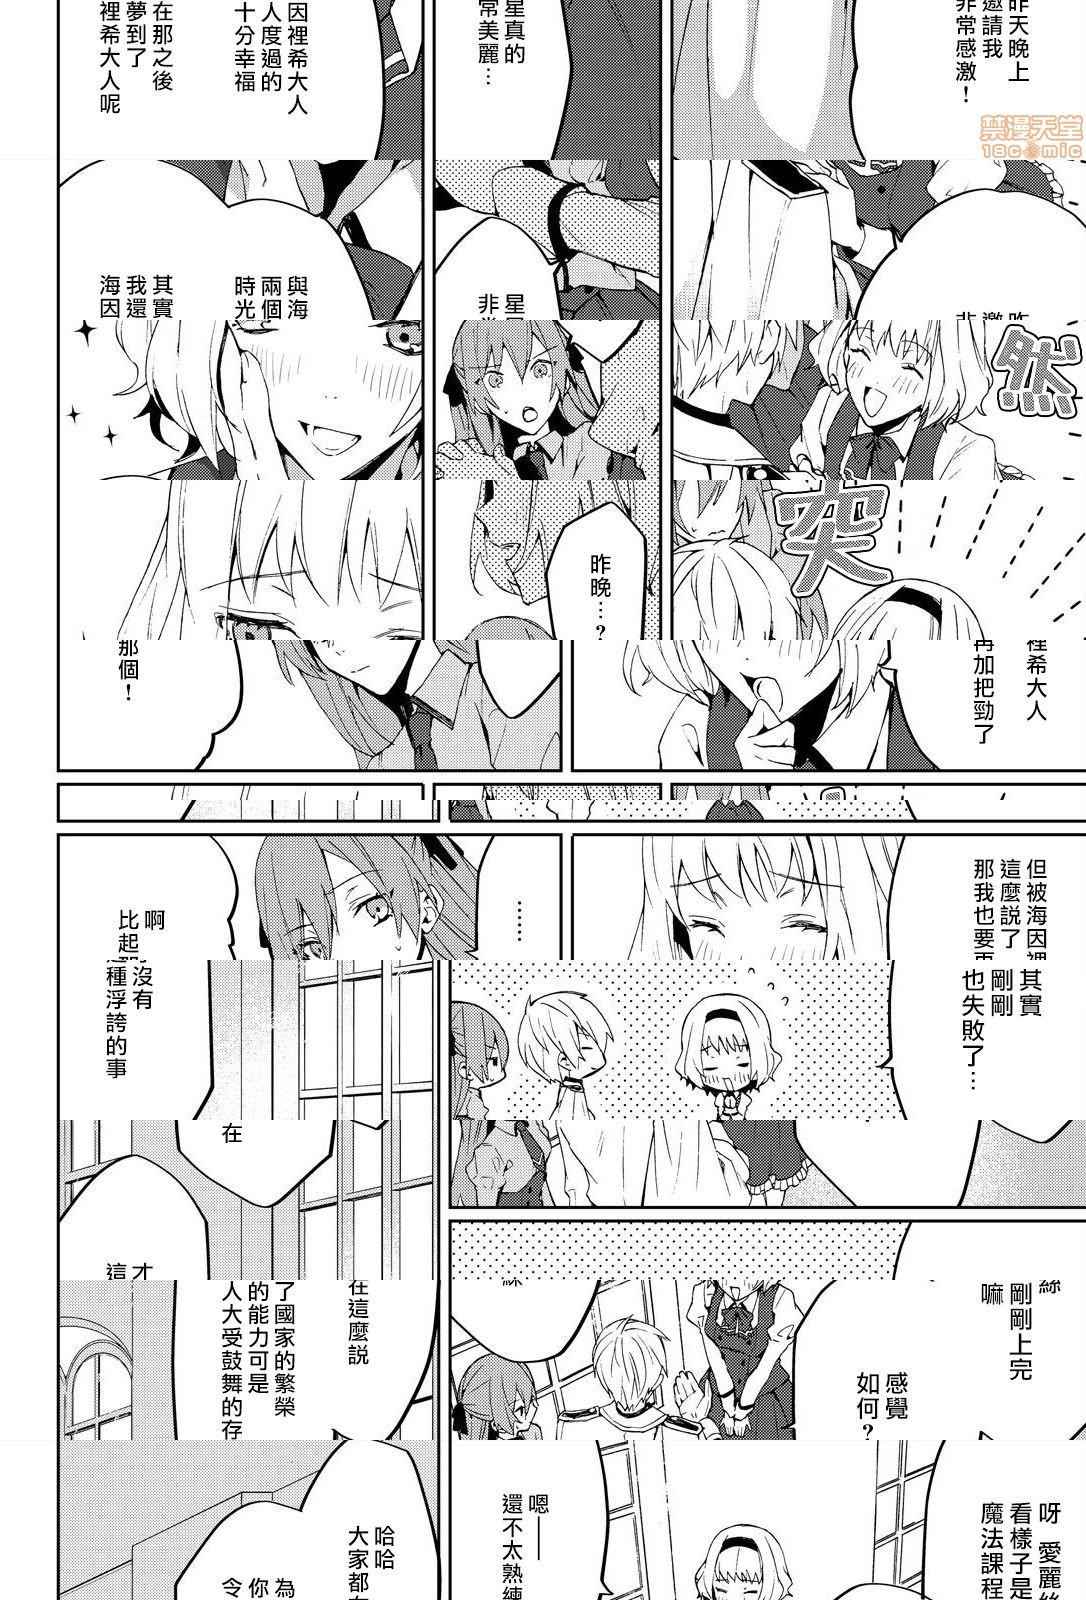 呀 愛麗絲
看樣子是剛剛上完
魔法課程嘛
感覺
如何?
嗯──
還不太熟練
其實
剛剛
也失敗了…
哈哈
大家都在這麼說
為了國家的繁榮
你的能力可是
令人大受鼓舞的存在
才沒有
這種浮誇的事
但被海因裡希大人
這麼說了
那我也要再加把勁了
……
啊
比起那個!
突然
昨天晚上
邀請我
非常感激!
昨晚…?
星星真的
非常美麗…
與海因裡希大人
兩個人度過的
時光十分幸福
其實
我還在那之後
夢到了
海因裡希大人呢
禁漫天堂
18comic